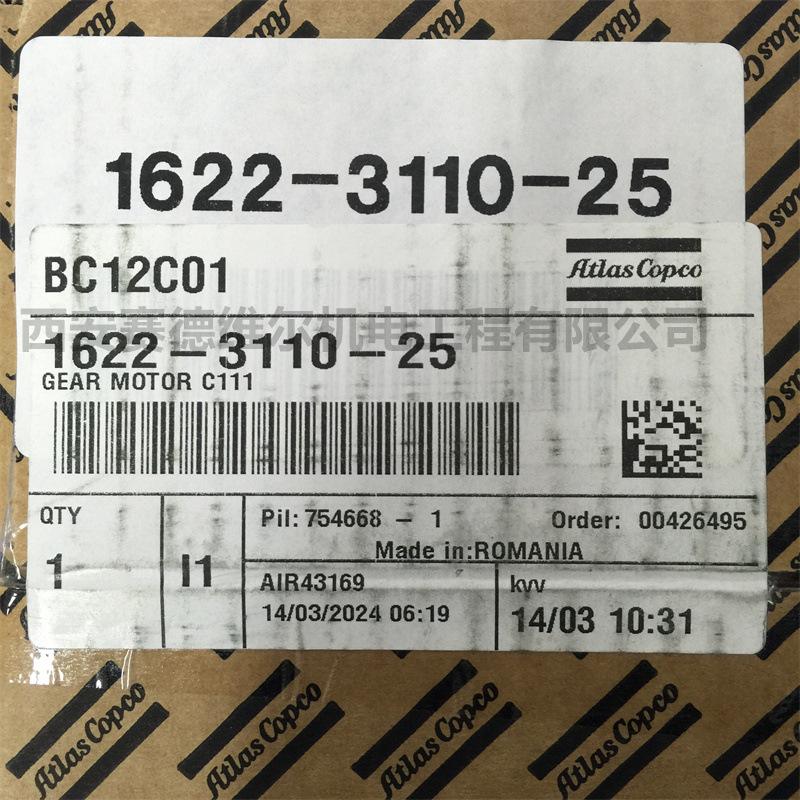 1622-3110-25
BC12C01
Atlas Copco
西安赛德维尔机电工程有限公司
1622-3110-25
GEAR MOTOR C111
QTY
1
I1
Pil: 754668 - 1
Order: 00426495
Made in:ROMANIA
AIR43169
14/03/2024 06:19
kvv
14/03 10:31
Atlas Copco
Atlas Copco
Atlas Copco
Atlas Copco